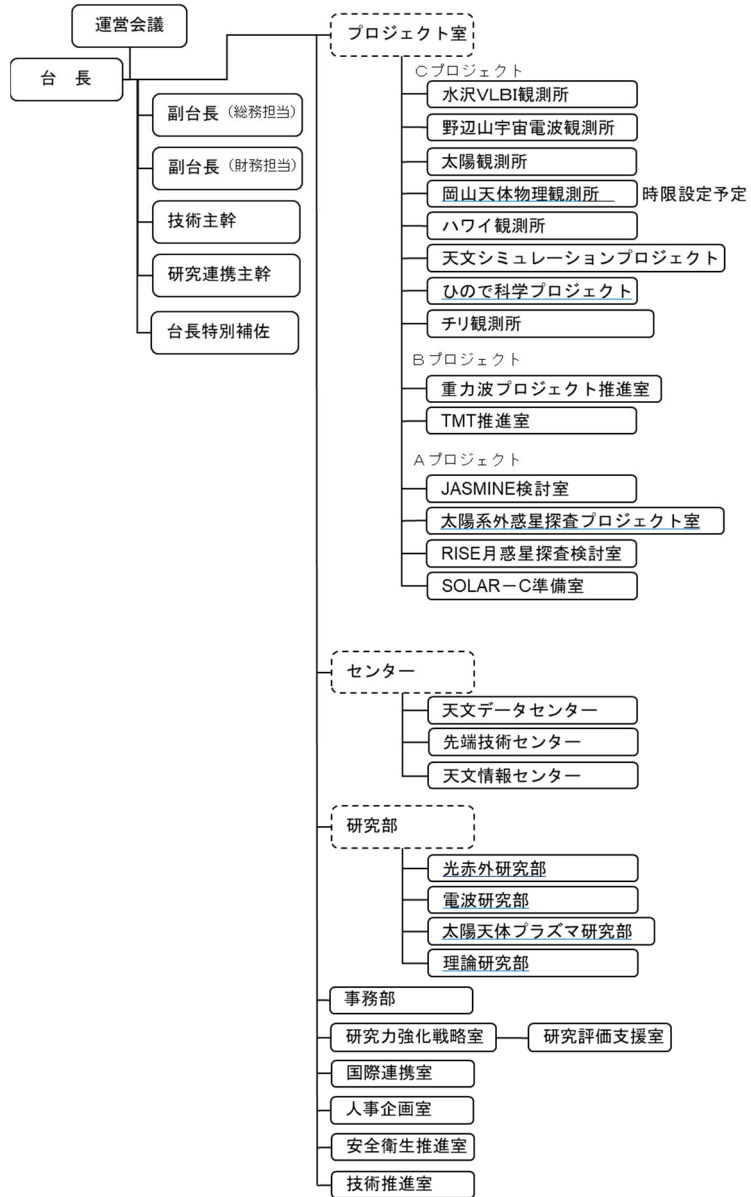 運営会議
台　長
副台長（総務担当）
副台長（財務担当）
技術主幹
研究連携主幹
台長特別補佐
プロジェクト室
Ｃプロジェクト
水沢VLBI観測所
野辺山宇宙電波観測所
太陽観測所
岡山天体物理観測所　時限設定予定
ハワイ観測所
天文シミュレーションプロジェクト
ひので科学プロジェクト
チリ観測所
Ｂプロジェクト
重力波プロジェクト推進室
TMT推進室
Ａプロジェクト
JASMINE検討室
太陽系外惑星探査プロジェクト室
RISE月惑星探査検討室
SOLAR－C準備室
センター
天文データセンター
先端技術センター
天文情報センター
研究部
光赤外研究部
電波研究部
太陽天体プラズマ研究部
理論研究部
事務部
研究力強化戦略室　研究評価支援室
国際連携室
人事企画室
安全衛生推進室
技術推進室